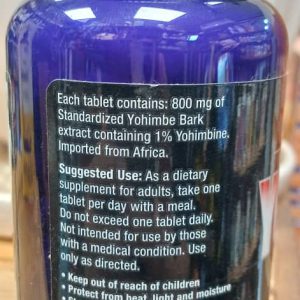 Each tablet contains: 800 mg of
Standardized Yohimbe Bark
extract containing 1% Yohimbine.
Imported from Africa.
Suggested Use: As a dietary
supplement for adults, take one
tablet per day with a meal.
Do not exceed one tablet daily.
Not intended for use by those
with a medical condition. Use
only as directed.
• Keep out of reach of children
• Protect from heat, light and moisture